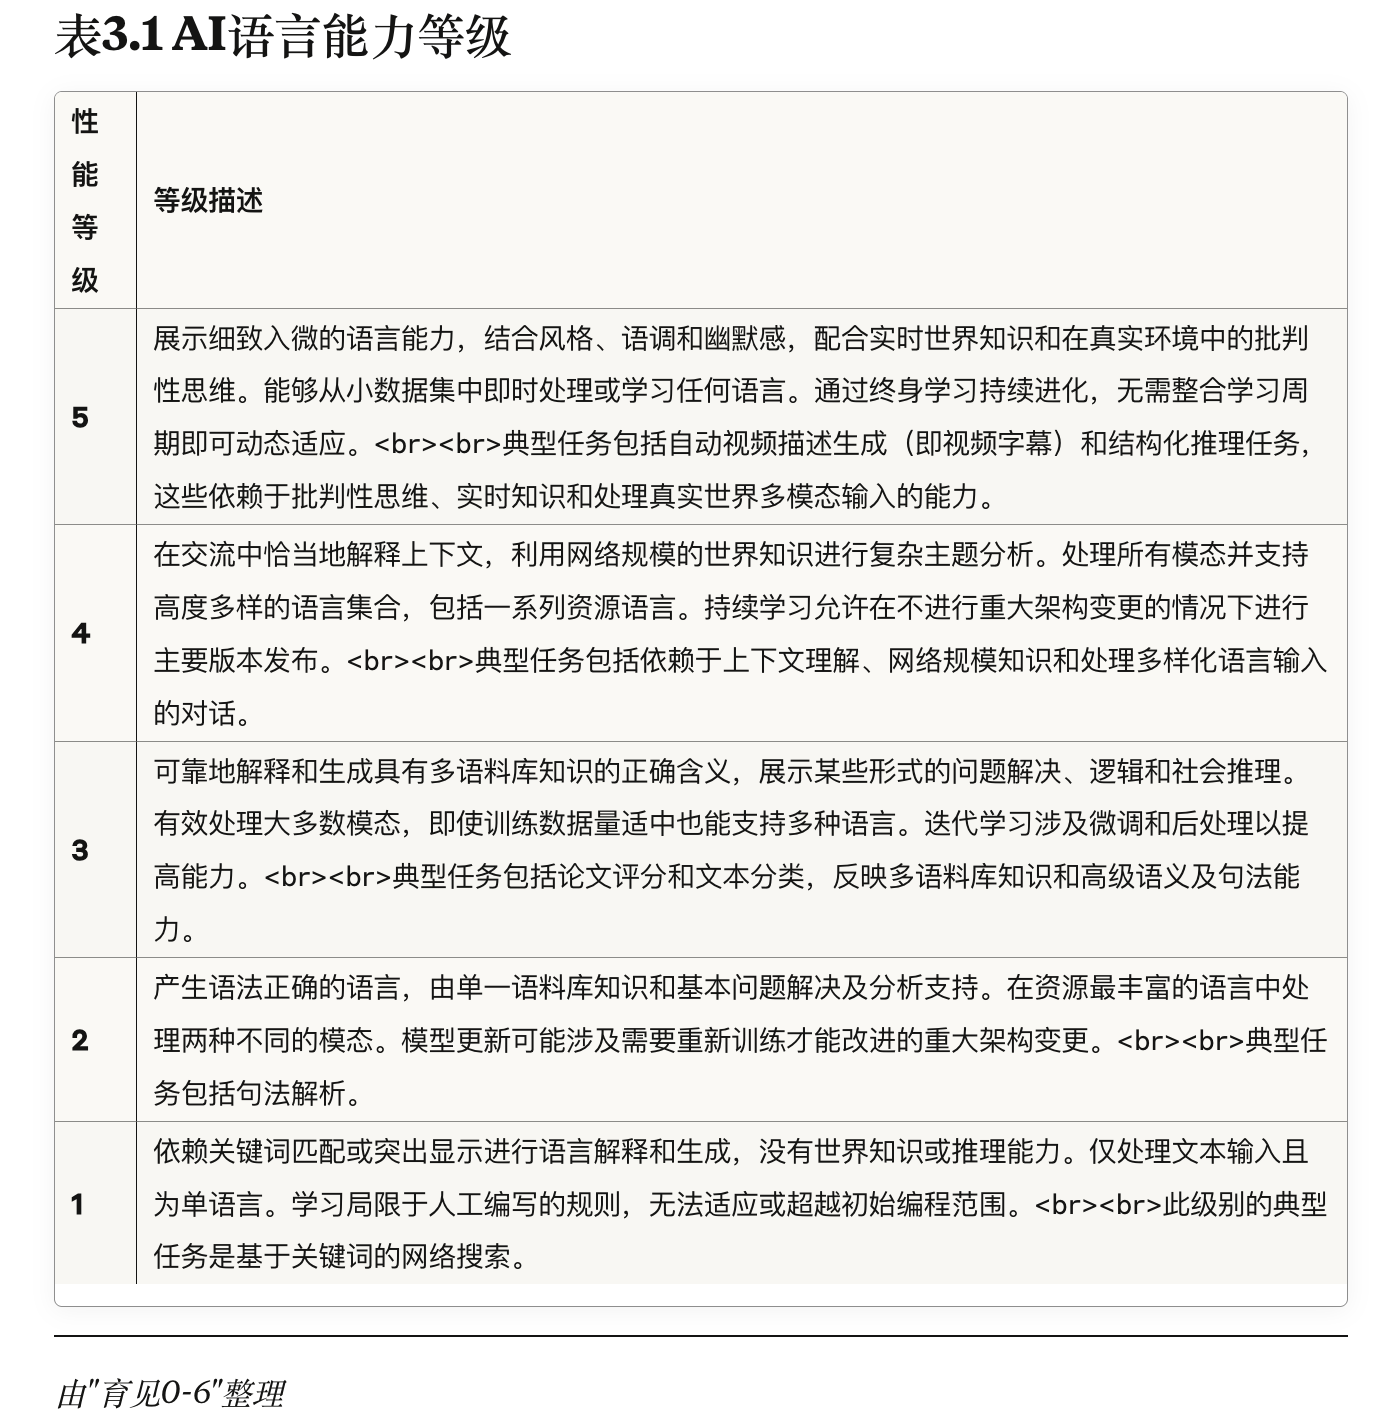 表3.1 AI语言能力等级
性
能
等
级
等级描述
5
展示细致入微的语言能力，结合风格、语调和幽默感，配合实时世界知识和在真实环境中的批判
性思维。能够从小数据集中即时处理或学习任何语言。通过终身学习持续进化，无需整合学习周
期即可动态适应。<br><br>典型任务包括自动视频描述生成（即视频字幕）和结构化推理任务，
这些依赖于批判性思维、实时知识和处理真实世界多模态输入的能力。
4
在交流中恰当地解释上下文，利用网络规模的世界知识进行复杂主题分析。处理所有模态并支持
高度多样的语言集合，包括一系列资源语言。持续学习允许在不进行重大架构变更的情况下进行
主要版本发布。<br><br>典型任务包括依赖于上下文理解、网络规模知识和处理多样化语言输入
的对话。
3
可靠地解释和生成具有多语料库知识的正确含义，展示某些形式的问题解决、逻辑和社会推理。
有效处理大多数模态，即使训练数据量适中也能支持多种语言。迭代学习涉及微调和后处理以提
高能力。<br><br>典型任务包括论文评分和文本分类，反映多语料库知识和高级语义及句法能
力。
2
产生语法正确的语言，由单一语料库知识和基本问题解决及分析支持。在资源最丰富的语言中处
理两种不同的模态。模型更新可能涉及需要重新训练才能改进的重大架构变更。<br><br>典型任
务包括句法解析。
1
依赖关键词匹配或突出显示进行语言解释和生成，没有世界知识或推理能力。仅处理文本输入且
为单语言。学习局限于人工编写的规则，无法适应或超越初始编程范围。<br><br>此级别的典型
任务是基于关键词的网络搜索。
由"育见0-6"整理